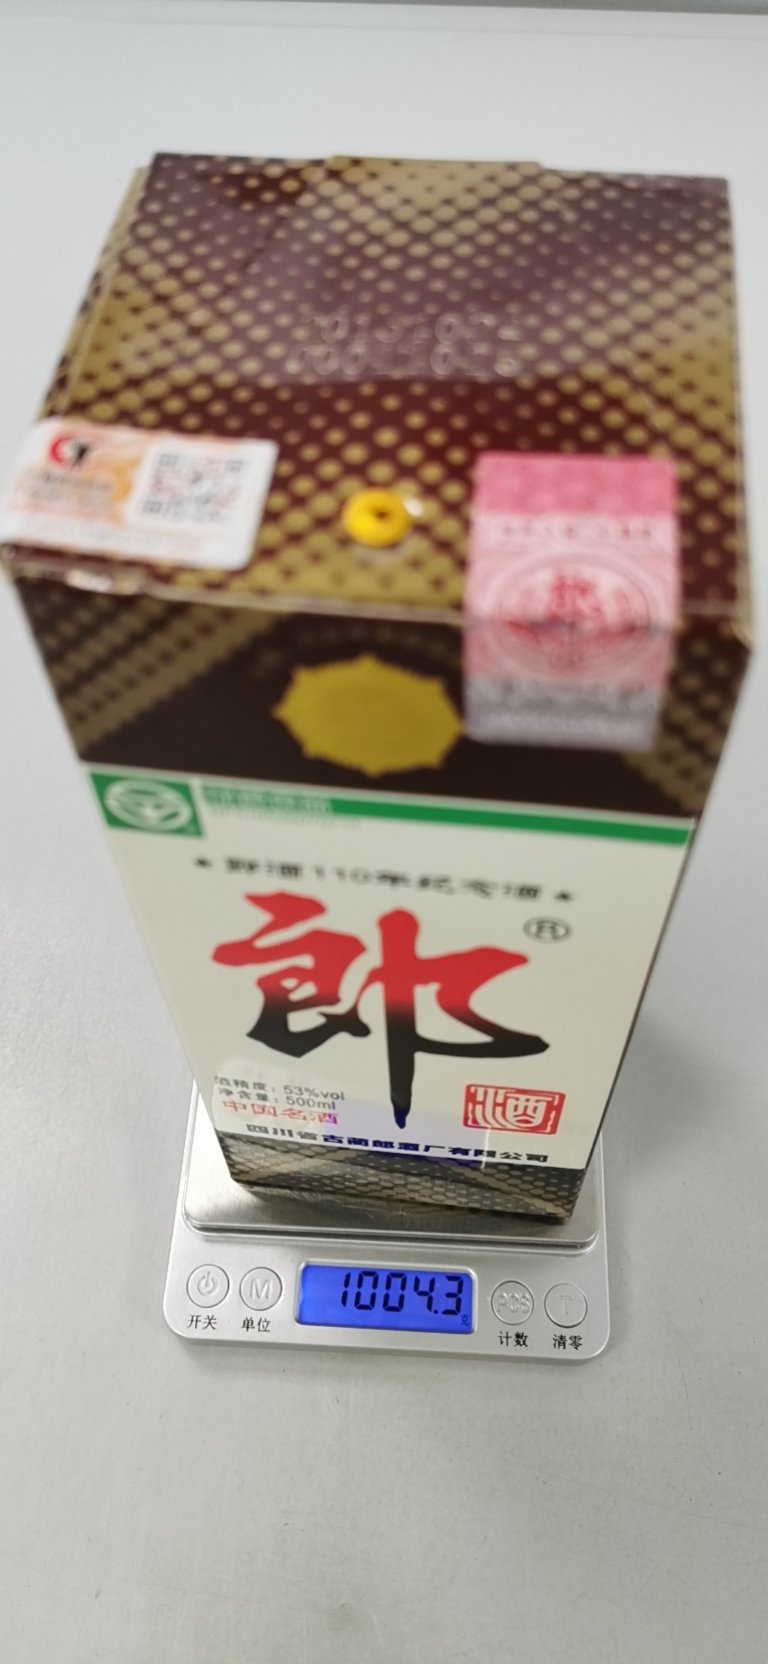 郎酒110年纪念酒
郎®
酒精度：53%vol
净含量：500ml
中国名酒
酒
四川省古蔺郎酒厂有限公司
1004.3
克
M
PCS
T
开关
单位
计数
清零